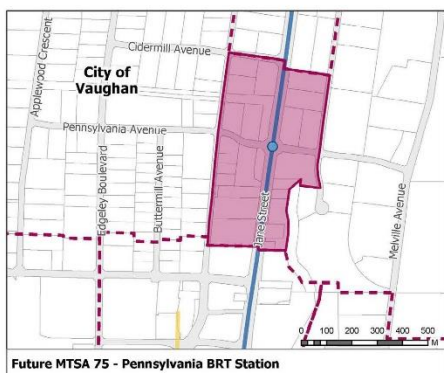 Applewood Crescent
Cidermill Avenue
City of
Vaughan
Pennsylvania Avenue
Edgeley Boulevard
Buttermill Avenue
Jane Street
Melville Avenue
0 100 200 300 400 500
M
Future MTSA 75 - Pennsylvania BRT Station